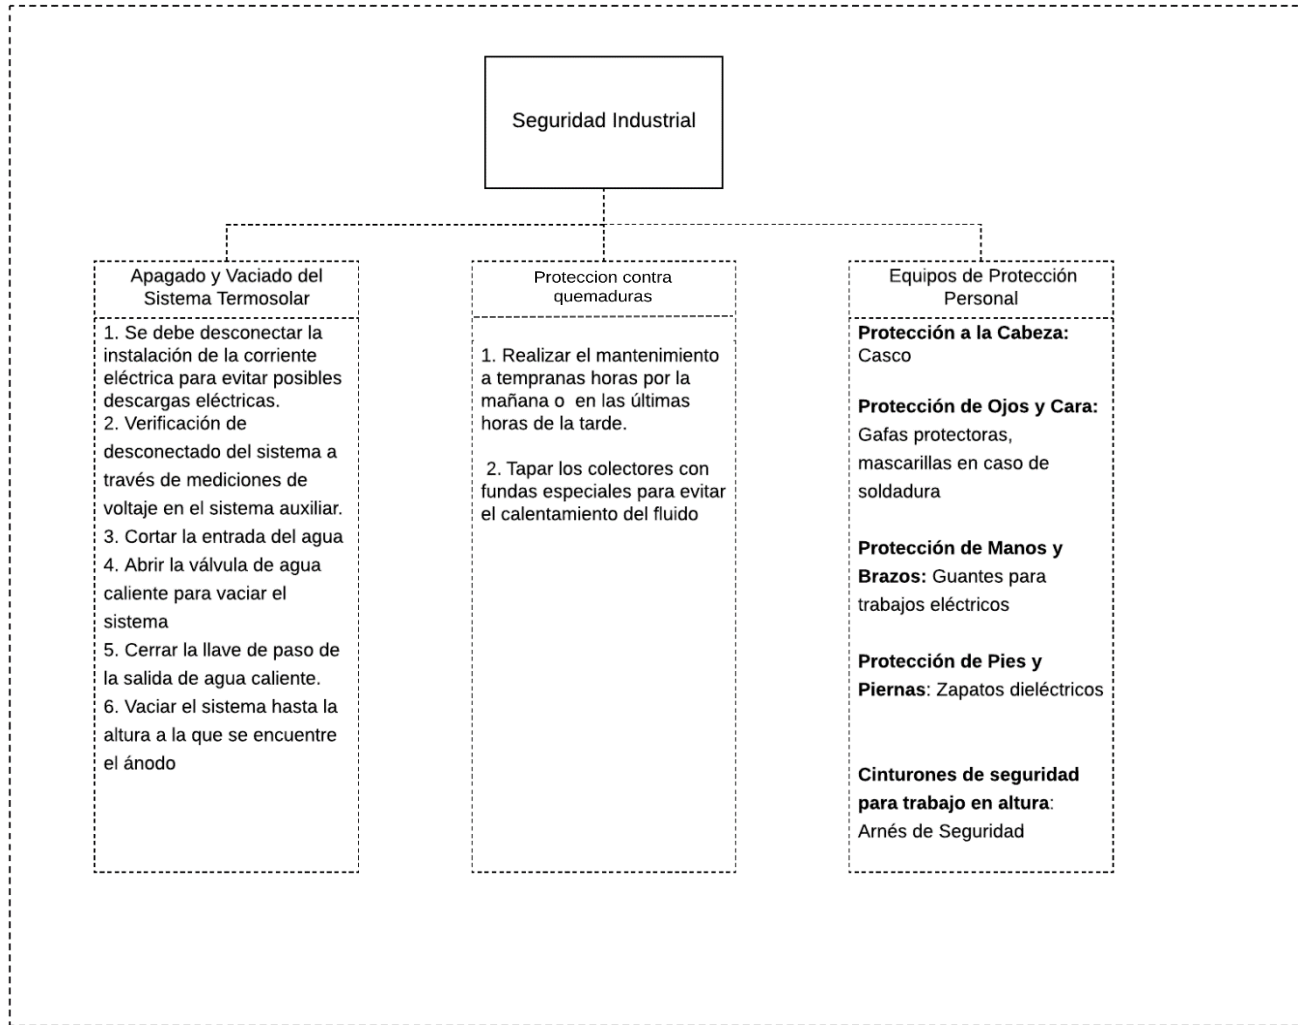 Seguridad Industrial
Apagado y Vaciado del
Sistema Termosolar
1. Se debe desconectar la
instalación de la corriente
eléctrica para evitar posibles
descargas eléctricas.
2. Verificación de
desconectado del sistema a
través de mediciones de
voltaje en el sistema auxiliar.
3. Cortar la entrada del agua
4. Abrir la válvula de agua
caliente para vaciar el
sistema
5. Cerrar la llave de paso de
la salida de agua caliente.
6. Vaciar el sistema hasta la
altura a la que se encuentre
el ánodo
Proteccion contra
quemaduras
1. Realizar el mantenimiento
a tempranas horas por la
mañana o  en las últimas
horas de la tarde.
2. Tapar los colectores con
fundas especiales para evitar
el calentamiento del fluido
Equipos de Protección
Personal
Protección a la Cabeza:
Casco
Protección de Ojos y Cara:
Gafas protectoras,
mascarillas en caso de
soldadura
Protección de Manos y
Brazos: Guantes para
trabajos eléctricos
Protección de Pies y
Piernas: Zapatos dieléctricos
Cinturones de seguridad
para trabajo en altura:
Arnés de Seguridad